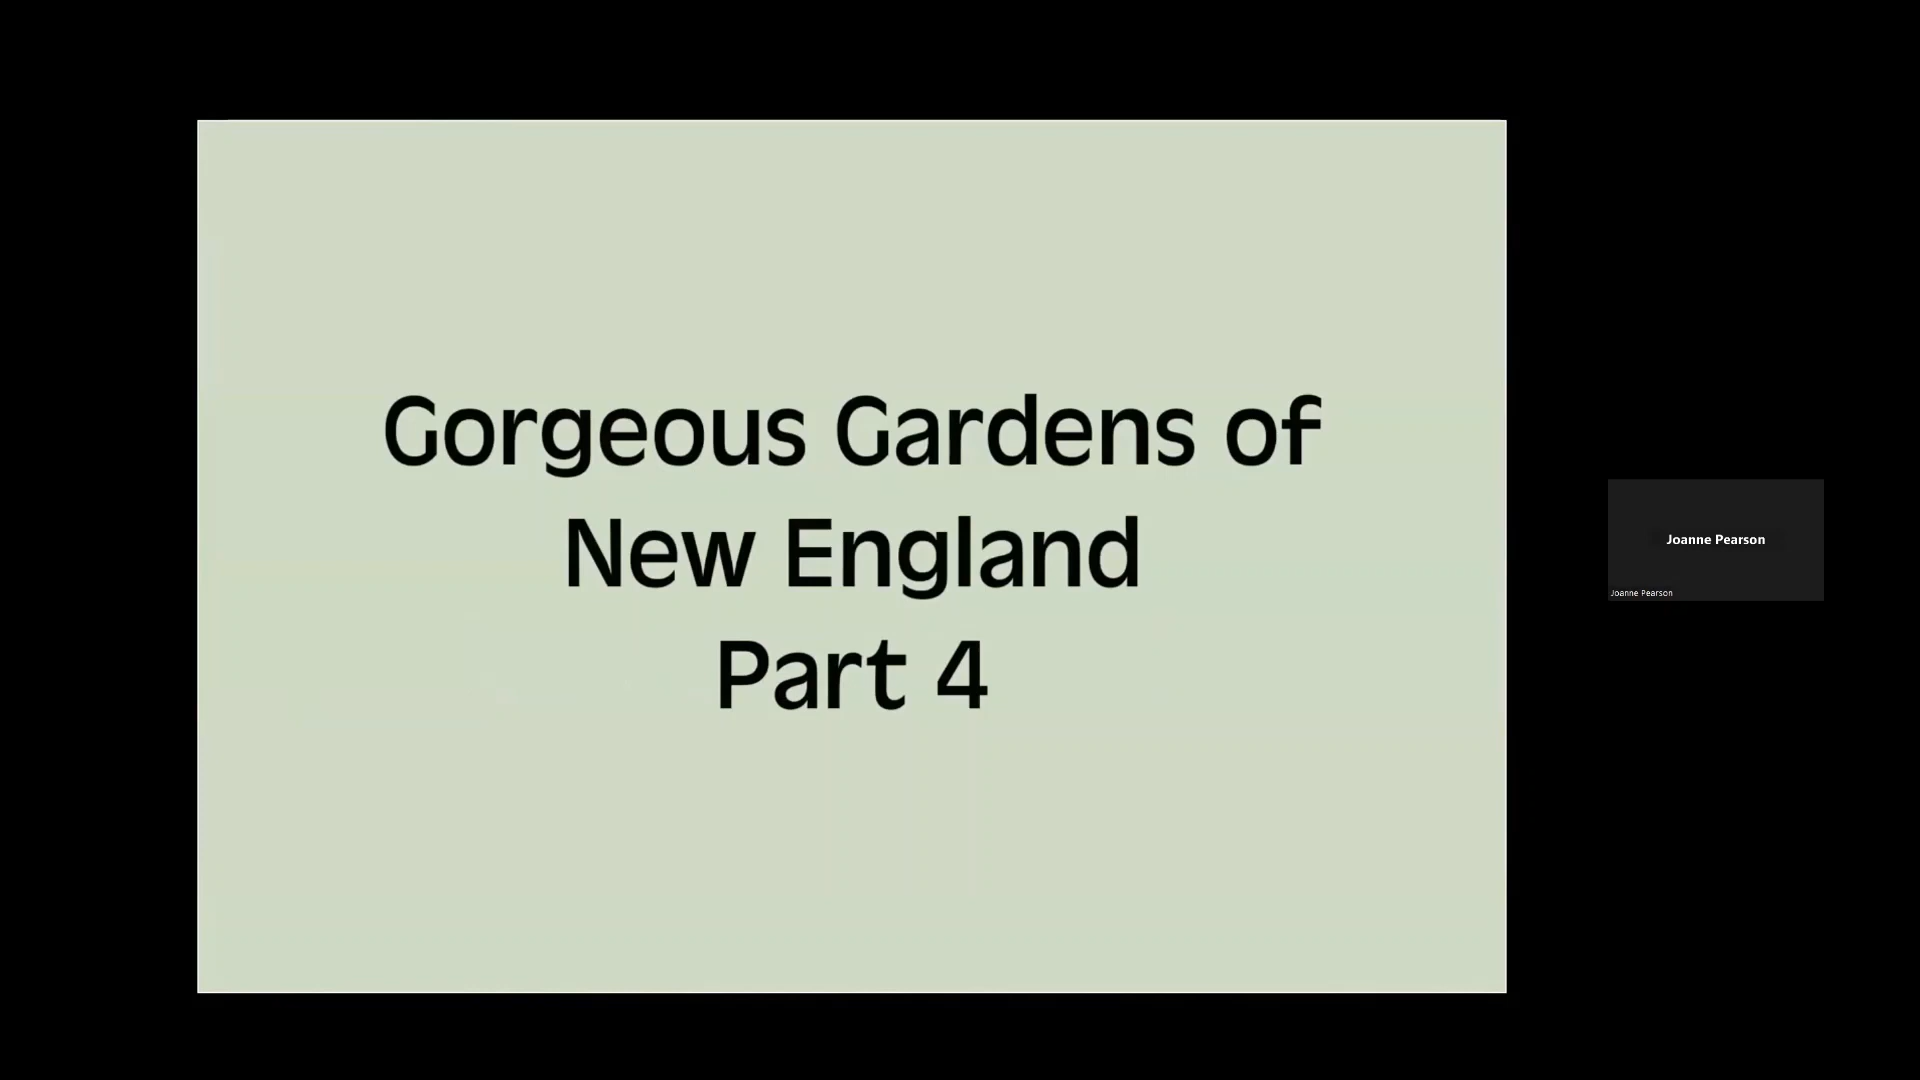 Gorgeous Gardens of
New England
Part 4
Joanne Pearson
Joanne Pearson